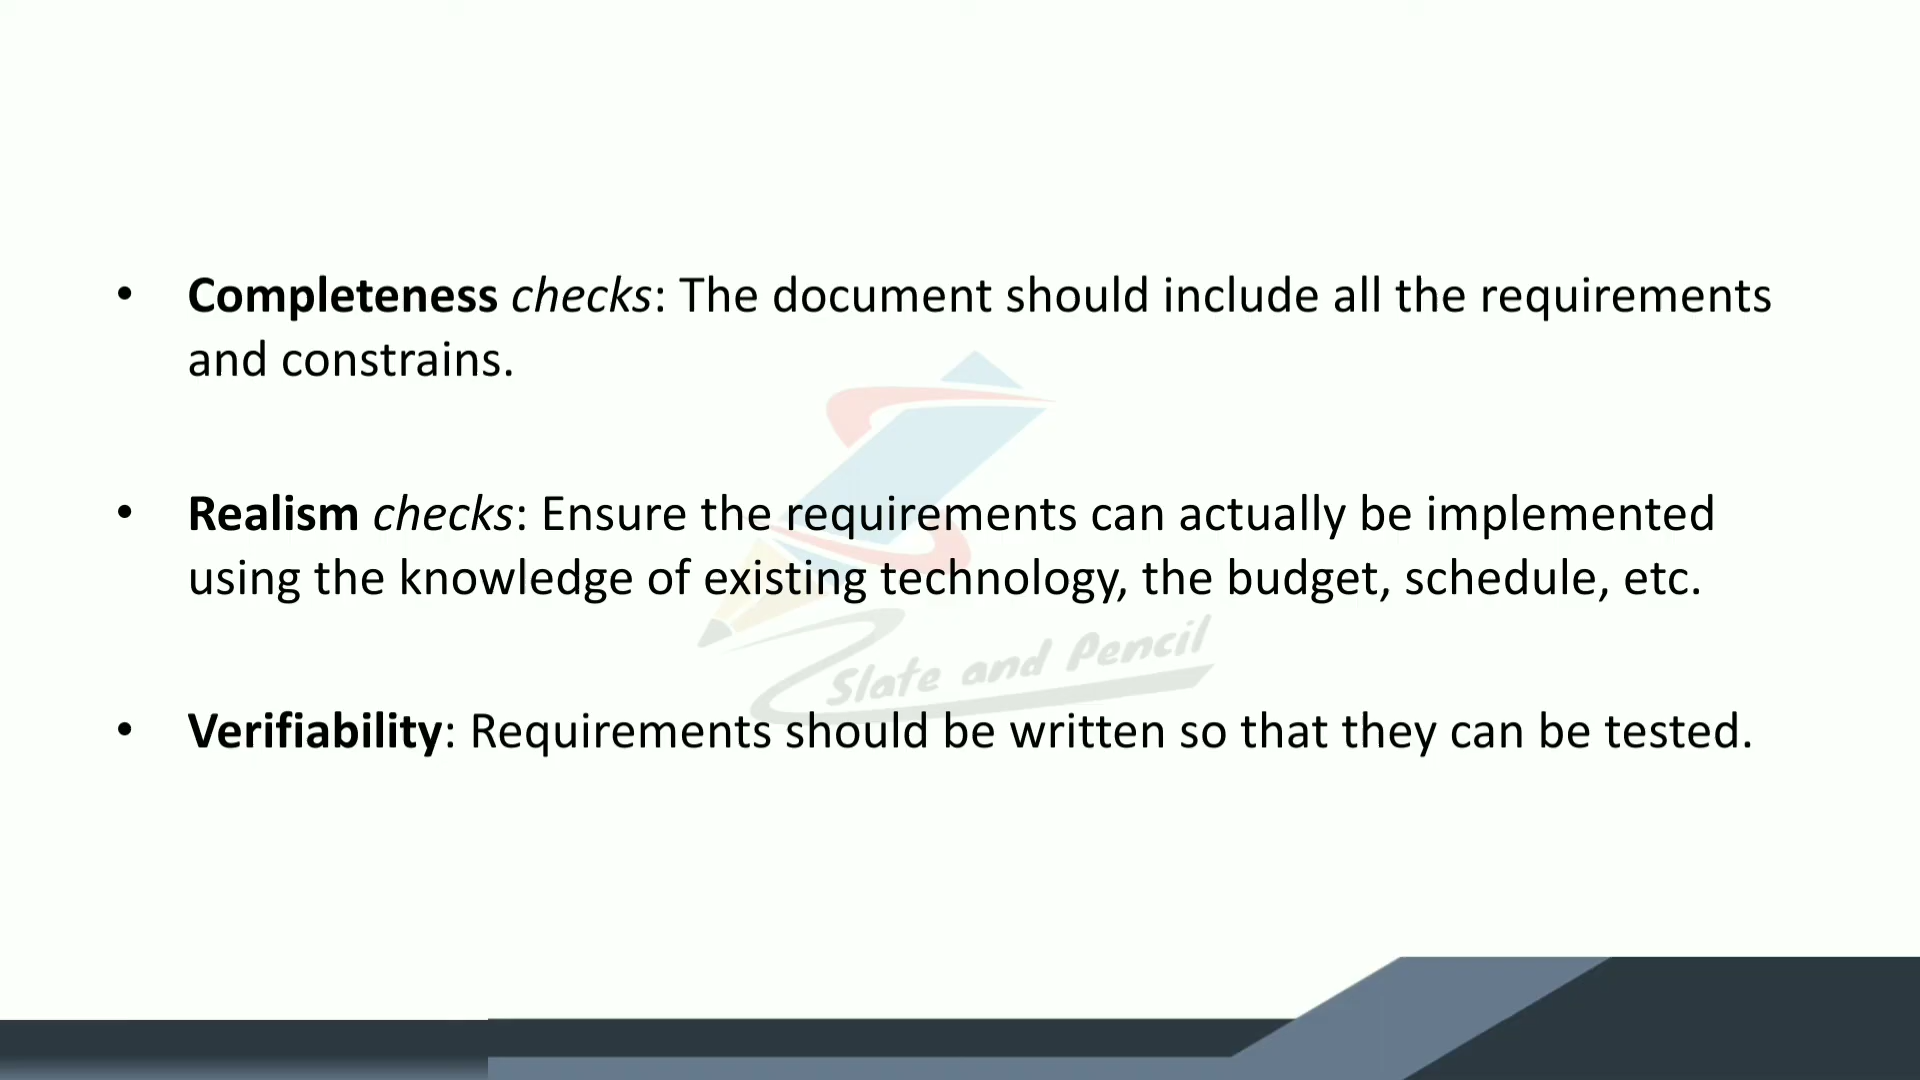 • Completeness checks: The document should include all the requirements
and constrains.
• Realism checks: Ensure the requirements can actually be implemented
using the knowledge of existing technology, the budget, schedule, etc.
Slate and Pencil
• Verifiability: Requirements should be written so that they can be tested.